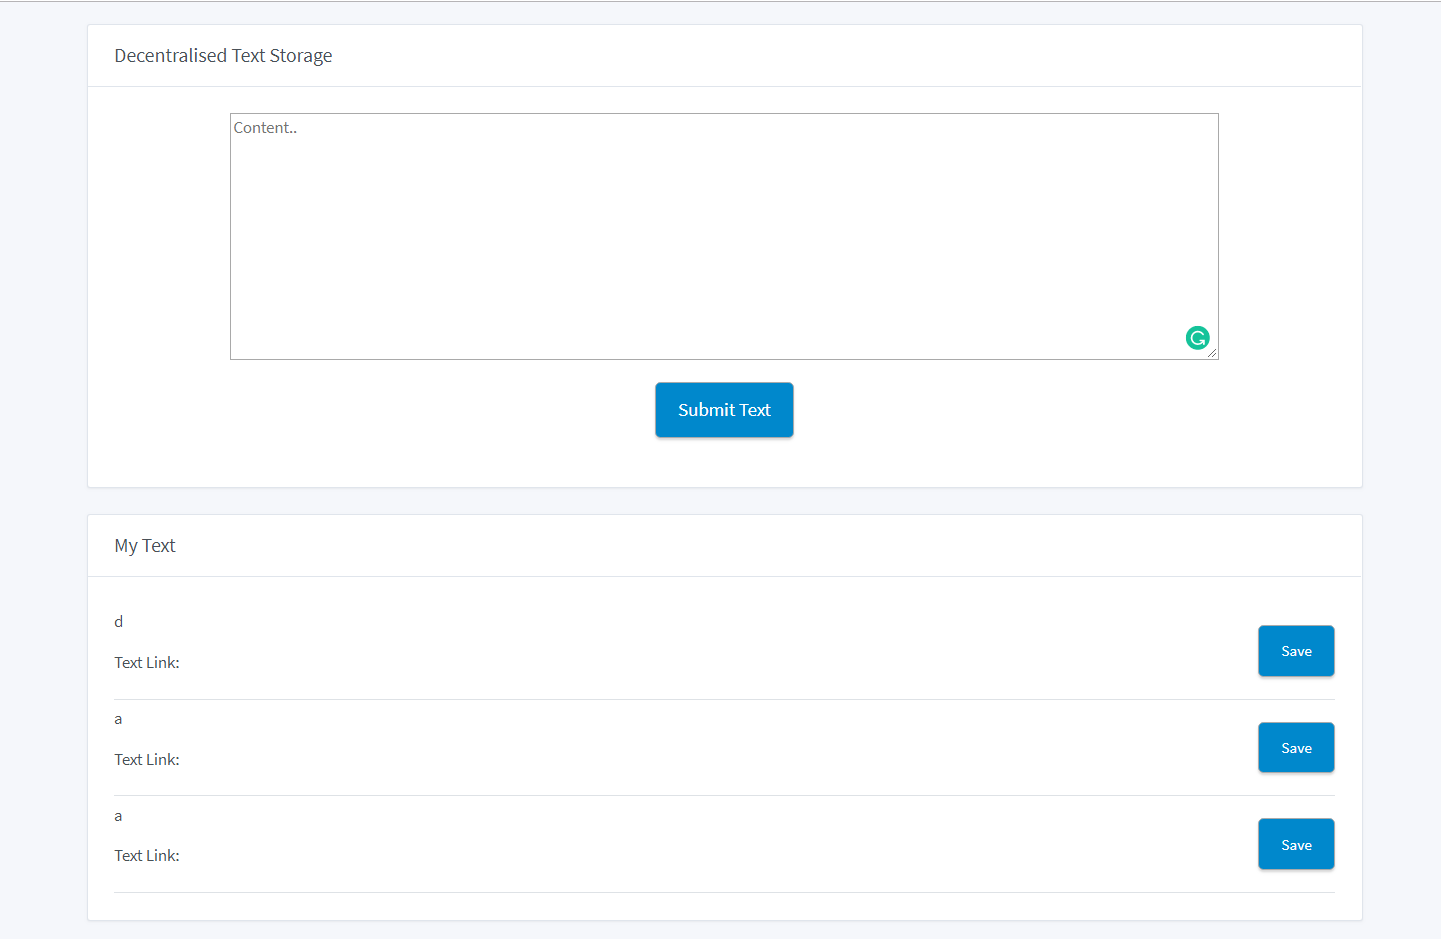 Decentralised Text Storage
Content..
Submit Text
My Text
d
Text Link:
Save
a
Text Link:
Save
a
Text Link:
Save